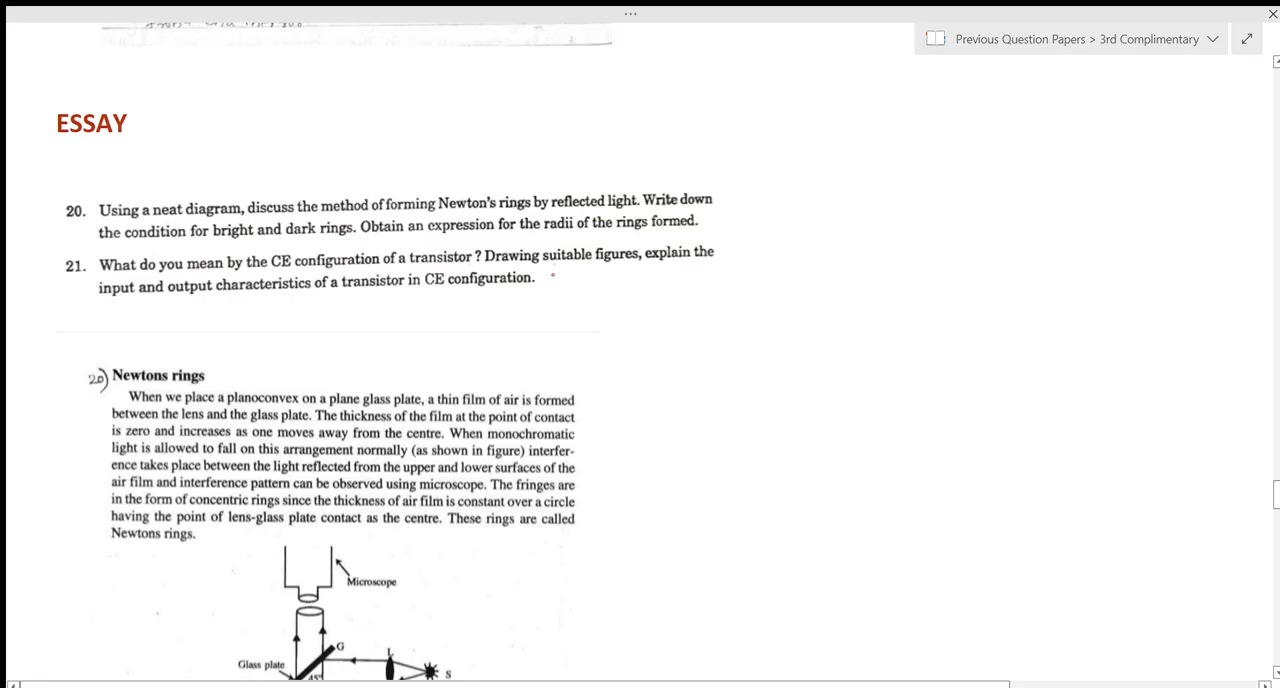 Previous Question Papers > 3rd Complimentary
ESSAY
20. Using a neat diagram, discuss the method of forming Newton's rings by reflected light. Write down
the condition for bright and dark rings. Obtain an expression for the radii of the rings formed.
21. What do you mean by the CE configuration of a transistor ? Drawing suitable figures, explain the
input and output characteristics of a transistor in CE configuration.
20) Newtons rings
When we place a planoconvex on a plane glass plate, a thin film of air is formed
between the lens and the glass plate. The thickness of the film at the point of contact
is zero and increases as one moves away from the centre. When monochromatic
light is allowed to fall on this arrangement normally (as shown in figure) interfer-
ence takes place between the light reflected from the upper and lower surfaces of the
air film and interference pattern can be observed using microscope. The fringes are
in the form of concentric rings since the thickness of air film is constant over a circle
having the point of lens-glass plate contact as the centre. These rings are called
Newtons rings.
Microscope
G
L
Glass plate
S